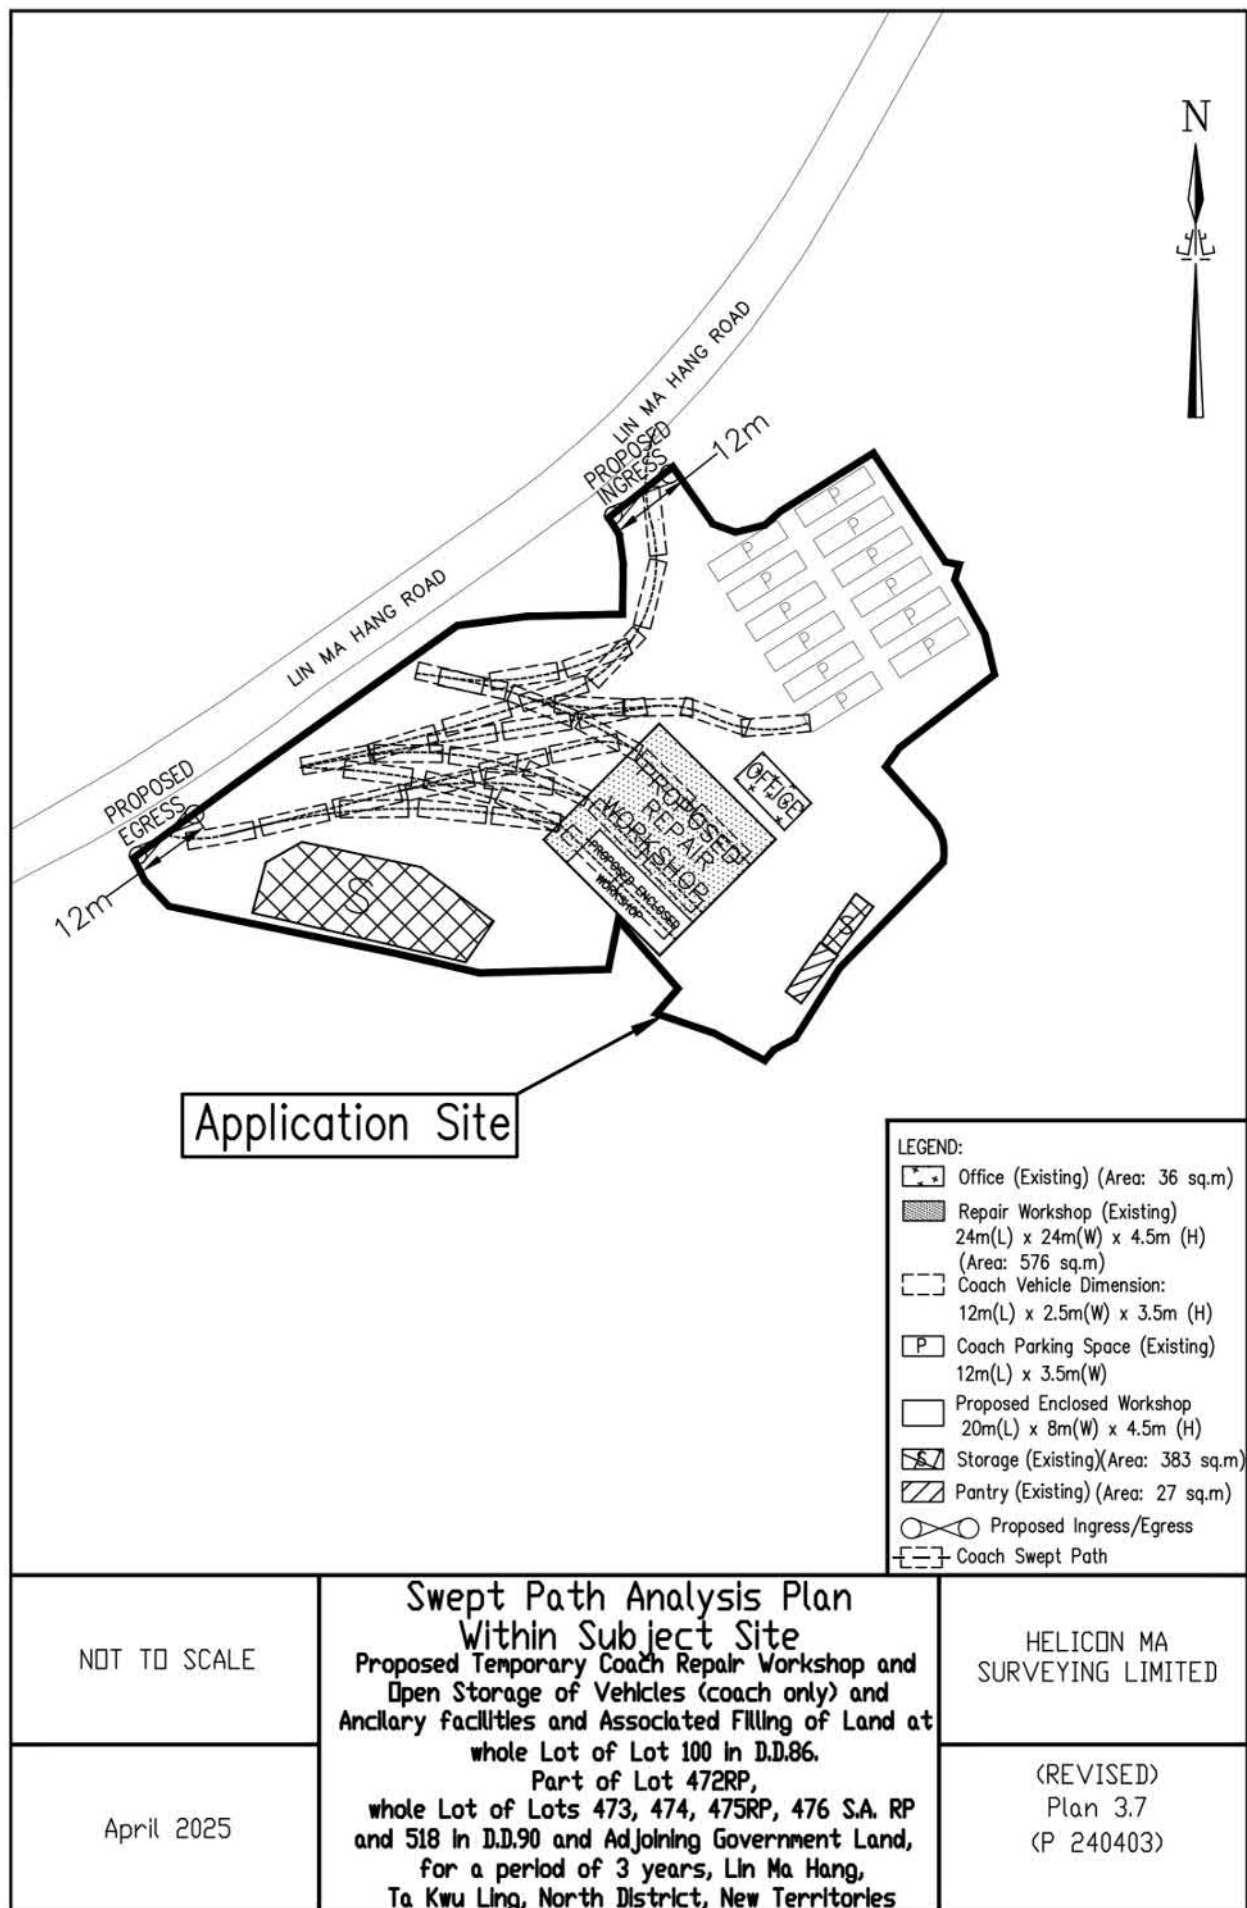 N
LIN MA HANG ROAD
PROPOSED
INGRESS
12m
P
P
P
P
P
P
P
P
P
P
P
P
LIN MA HANG ROAD
PROPOSED
EGRESS
12m
OFFICE
PROPOSED
REPAIR
WORKSHOP
PROPOSED ENCLOSED
WORKSHOP
S
S
Application Site
LEGEND:
Office (Existing) (Area: 36 sq.m)
Repair Workshop (Existing)
24m(L) x 24m(W) x 4.5m (H)
(Area: 576 sq.m)
Coach Vehicle Dimension:
12m(L) x 2.5m(W) x 3.5m (H)
P Coach Parking Space (Existing)
12m(L) x 3.5m(W)
Proposed Enclosed Workshop
20m(L) x 8m(W) x 4.5m (H)
S Storage (Existing)(Area: 383 sq.m)
Pantry (Existing) (Area: 27 sq.m)
Proposed Ingress/Egress
Coach Swept Path
NOT TO SCALE
April 2025
Swept Path Analysis Plan
Within Subject Site
Proposed Temporary Coach Repair Workshop and
Open Storage of Vehicles (coach only) and
Ancilary facilities and Associated Filling of Land at
whole Lot of Lot 100 in D.D.86.
Part of Lot 472RP,
whole Lot of Lots 473, 474, 475RP, 476 S.A. RP
and 518 in D.D.90 and Adjoining Government Land,
for a period of 3 years, Lin Ma Hang,
Ta Kwu Ling, North District, New Territories
HELICON MA
SURVEYING LIMITED
(REVISED)
Plan 3.7
(P 240403)